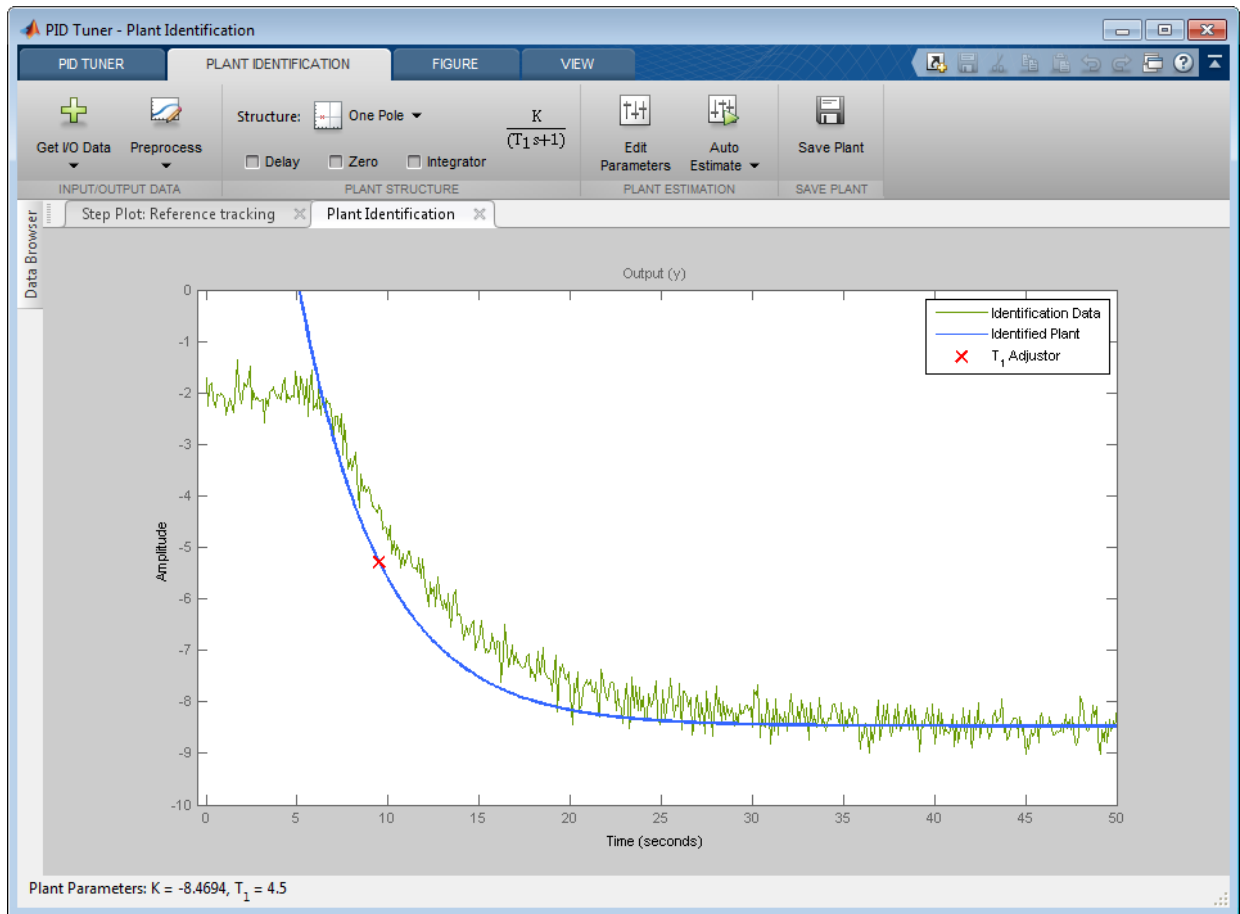 PID Tuner - Plant Identification
PID TUNER
PLANT IDENTIFICATION
FIGURE
VIEW
?
Get I/O Data
Preprocess
INPUT/OUTPUT DATA
Structure:
One Pole
K
(T1s+1)
Delay
Zero
Integrator
PLANT STRUCTURE
Edit
Parameters
Auto
Estimate
PLANT ESTIMATION
Save Plant
SAVE PLANT
Data Browser
Step Plot: Reference tracking
Plant Identification
Output (y)
Identification Data
Identified Plant
T1 Adjustor
Amplitude
0
-1
-2
-3
-4
-5
-6
-7
-8
-9
-10
0 5 10 15 20 25 30 35 40 45 50
Time (seconds)
Plant Parameters: K = -8.4694, T1 = 4.5